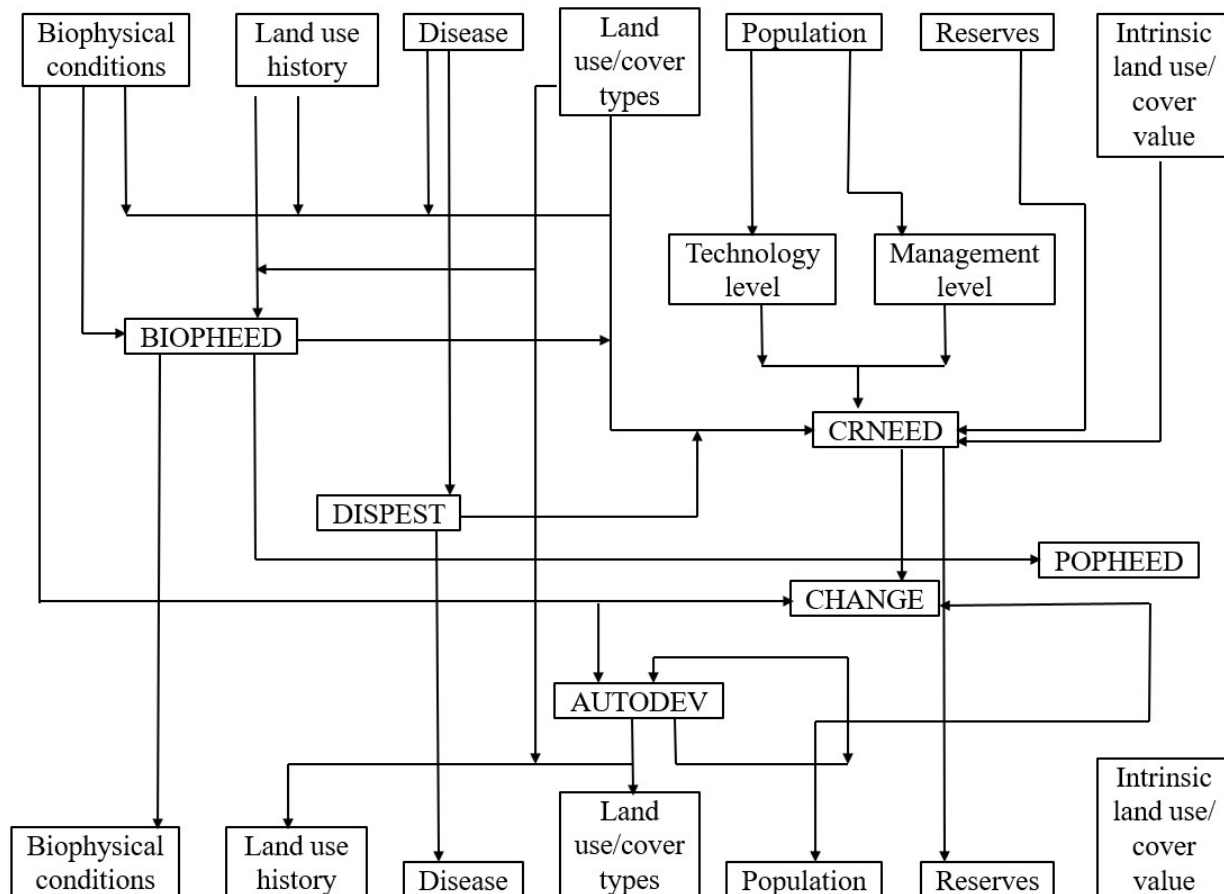 Biophysical
conditions
Land use
history
Disease
Land
use/cover
types
Population
Reserves
Intrinsic
land use/
cover
value
Technology
level
Management
level
BIOPHEED
CRNEED
DISPEST
POPHEED
CHANGE
AUTODEV
Biophysical
conditions
Land use
history
Disease
Land
use/cover
types
Population
Reserves
Intrinsic
land use/
cover
value